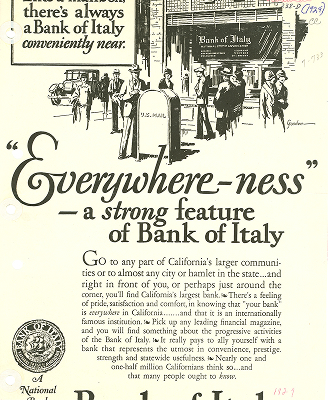 there's always
a Bank of Italy
conveniently near.
Bank of Italy
U.S. MAIL
"Everywhere-ness"
— a strong feature
of Bank of Italy
GO to any part of California's larger communi-
ties or to almost any city or hamlet in the state...and
right in front of you, or perhaps just around the
corner, you'll find California's largest bank. ❧ There's a feeling
of pride, satisfaction and comfort, in knowing that "your bank"
is everywhere in California........and that it is an internationally
famous institution. ❧ Pick up any leading financial magazine,
and you will find something about the progressive activities
of the Bank of Italy. ❧ It really pays to ally yourself with a
bank that represents the utmost in convenience, prestige,
strength and statewide usefulness. ❧ Nearly one and
one-half million Californians think so....and
that many people ought to know.
BANK OF ITALY
A
National
Bank
Bank of Italy
1927